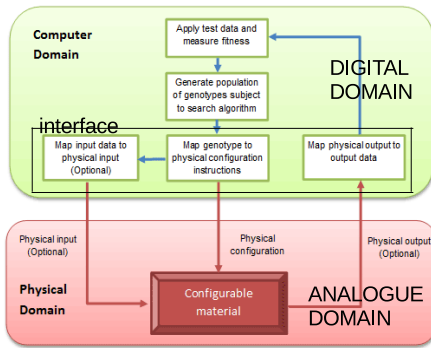 Computer
Domain
Apply test data and
measure fitness
DIGITAL
DOMAIN
Generate population
of genotypes subject
to search algorithm
interface
Map input data to
physical input
(Optional)
Map genotype to
physical configuration
instructions
Map physical output to
output data
Physical input
(Optional)
Physical
configuration
Physical output
(Optional)
Physical
Domain
Configurable
material
ANALOGUE
DOMAIN